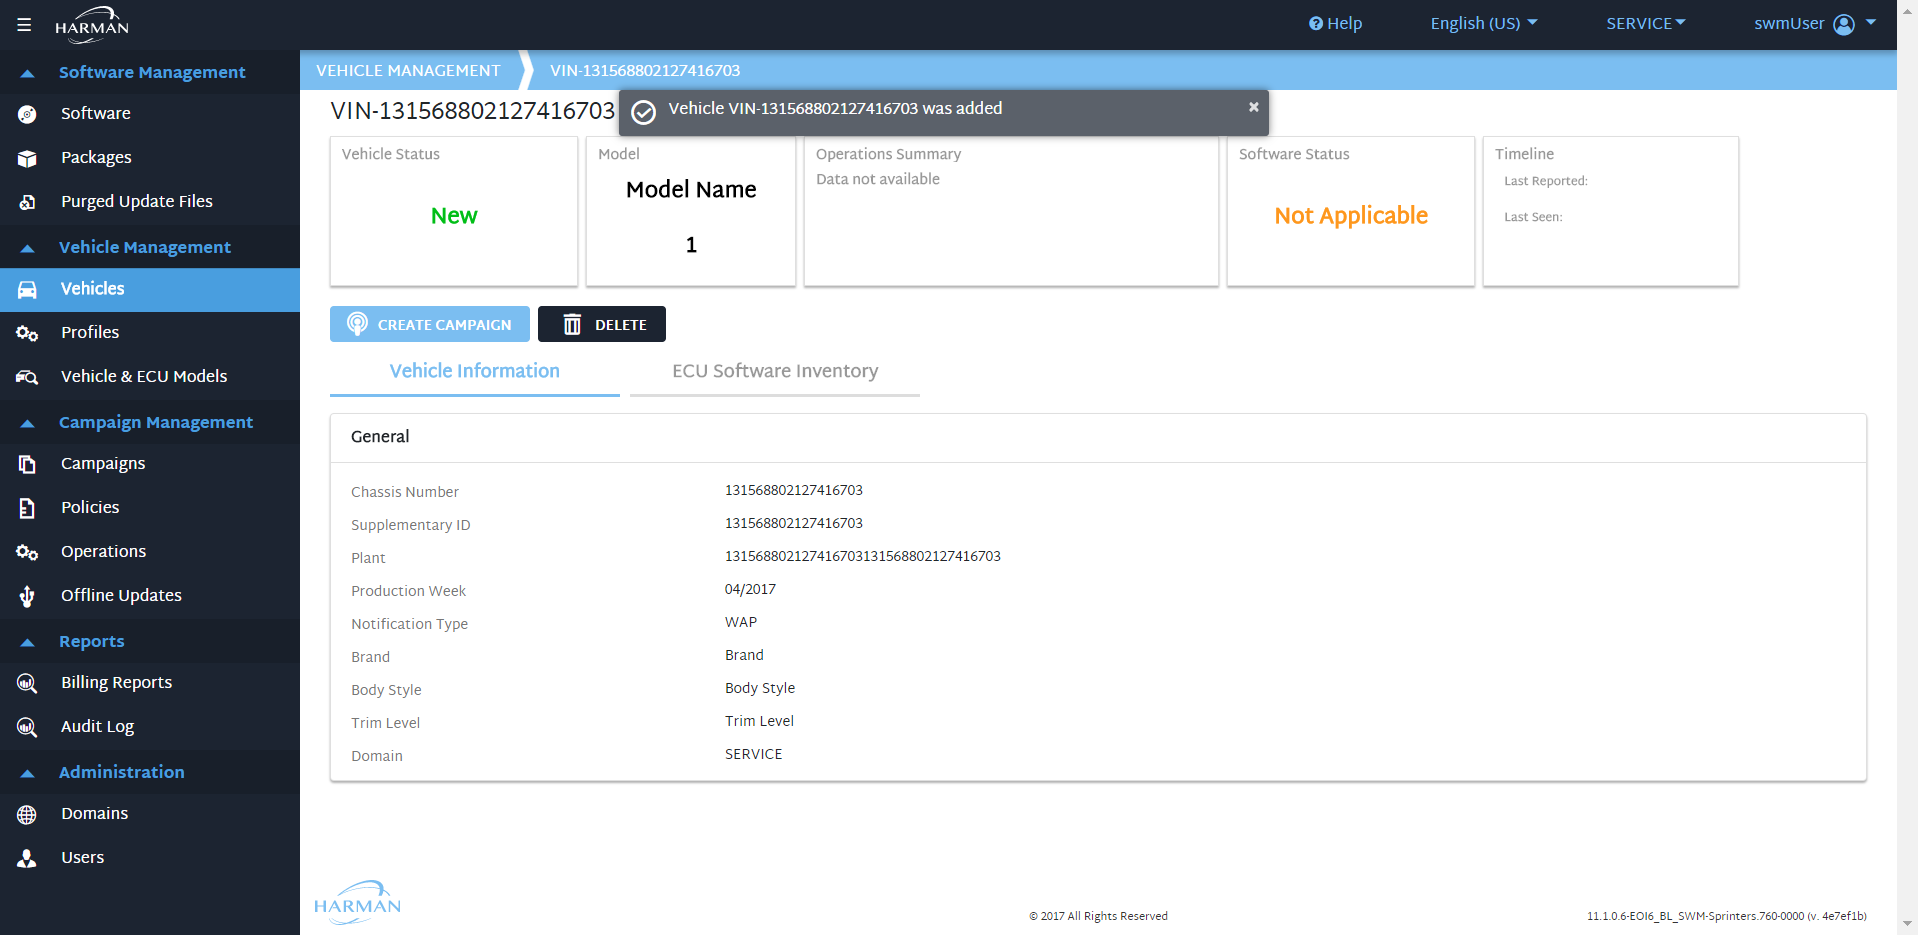 HARMAN
Help
English (US)
SERVICE
swmUser
Software Management
Software
Packages
Purged Update Files
Vehicle Management
Vehicles
Profiles
Vehicle & ECU Models
Campaign Management
Campaigns
Policies
Operations
Offline Updates
Reports
Billing Reports
Audit Log
Administration
Domains
Users
VEHICLE MANAGEMENT
VIN-131568802127416703
VIN-131568802127416703
Vehicle VIN-131568802127416703 was added
Vehicle Status
New
Model
Model Name
1
Operations Summary
Data not available
Software Status
Not Applicable
Timeline
Last Reported:
Last Seen:
CREATE CAMPAIGN
DELETE
Vehicle Information
ECU Software Inventory
General
Chassis Number 131568802127416703
Supplementary ID 131568802127416703
Plant 131568802127416703131568802127416703
Production Week 04/2017
Notification Type WAP
Brand Brand
Body Style Body Style
Trim Level Trim Level
Domain SERVICE
HARMAN
© 2017 All Rights Reserved
11.1.0.6-EOI6_BL_SWM-Sprinters.760-0000 (v. 4e7ef1b)